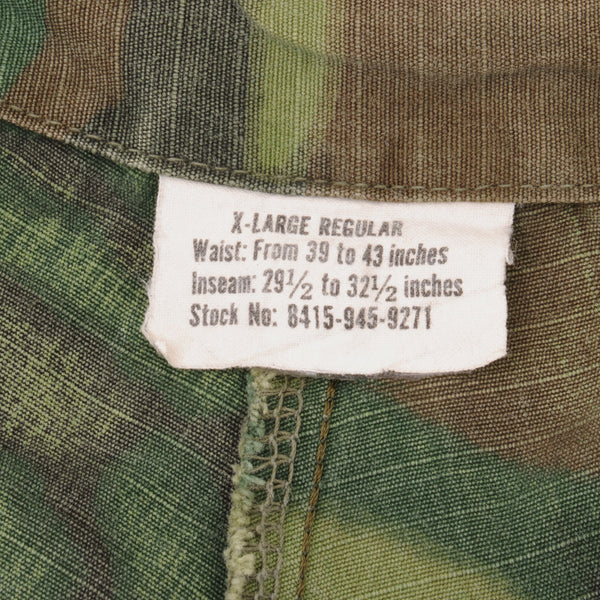 X-LARGE REGULAR
Waist: From 39 to 43 inches
Inseam: 29½ to 32½ inches
Stock No: 8415-945-9271